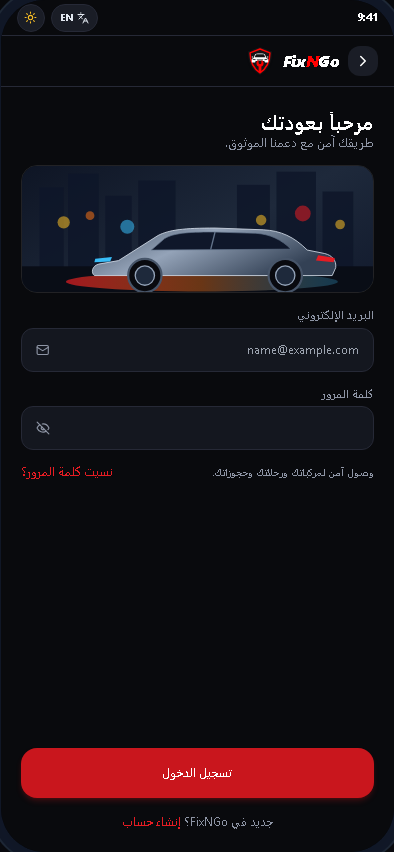 9:41
EN
FixNGo
مرحباً بعودتك
طريقك آمن مع دعمنا الموثوق.
البريد الإلكتروني
name@example.com
كلمة المرور
وصول آمن لمركباتك ورحلاتك وحجوزاتك.
نسيت كلمة المرور؟
تسجيل الدخول
جديد في FixNGo؟ إنشاء حساب